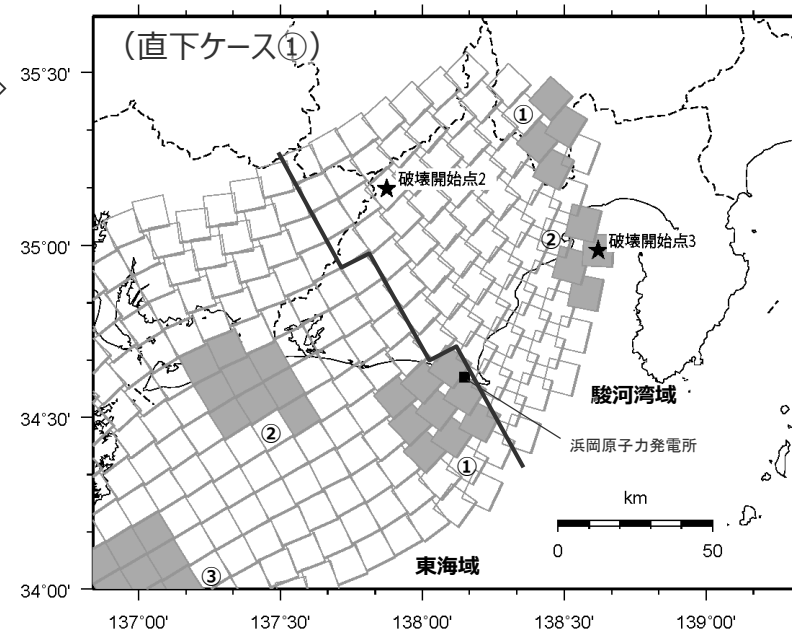 （直下ケース①）
35°30'
①
破壊開始点2
35°00'
②
破壊開始点3
駿河湾域
34°30'
②
浜岡原子力発電所
①
km
0
50
東海域
③
34°00'
137°00'
137°30'
138°00'
138°30'
139°00'